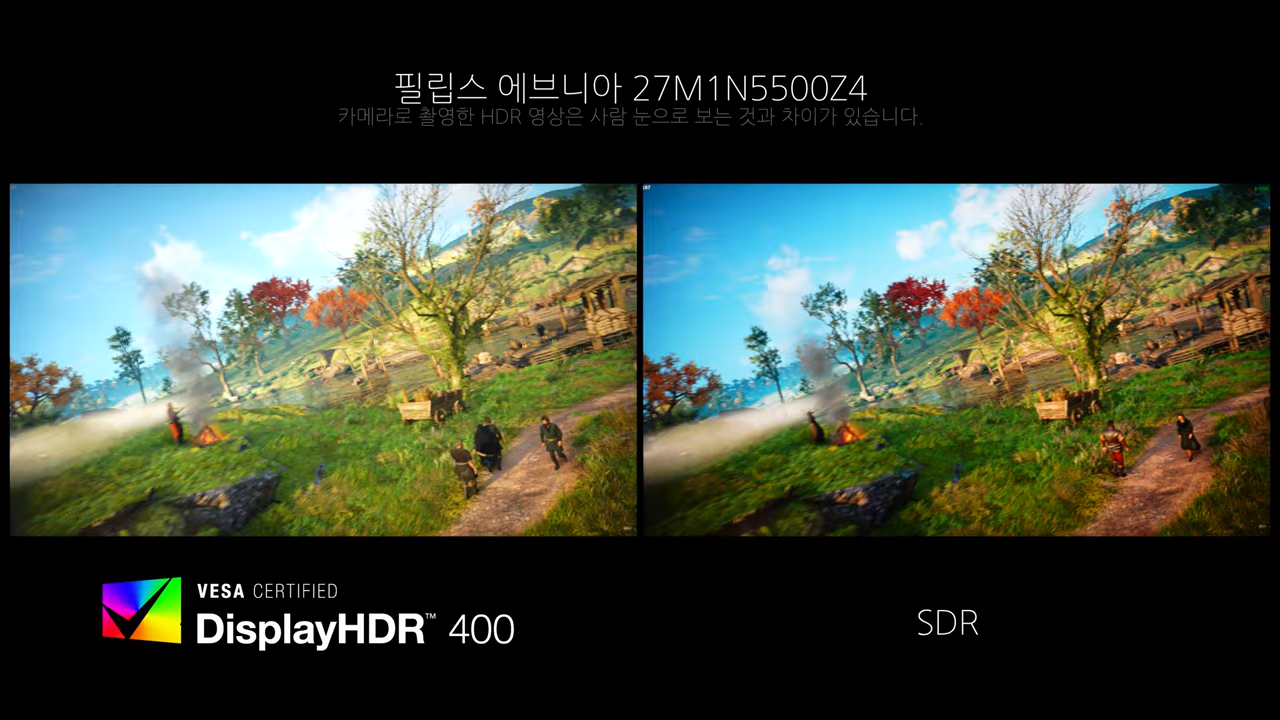 필립스 에브니아 27M1N5500Z4
카메라로 촬영한 HDR 영상은 사람 눈으로 보는 것과 차이가 있습니다.
VESA CERTIFIED
DisplayHDR™ 400
SDR